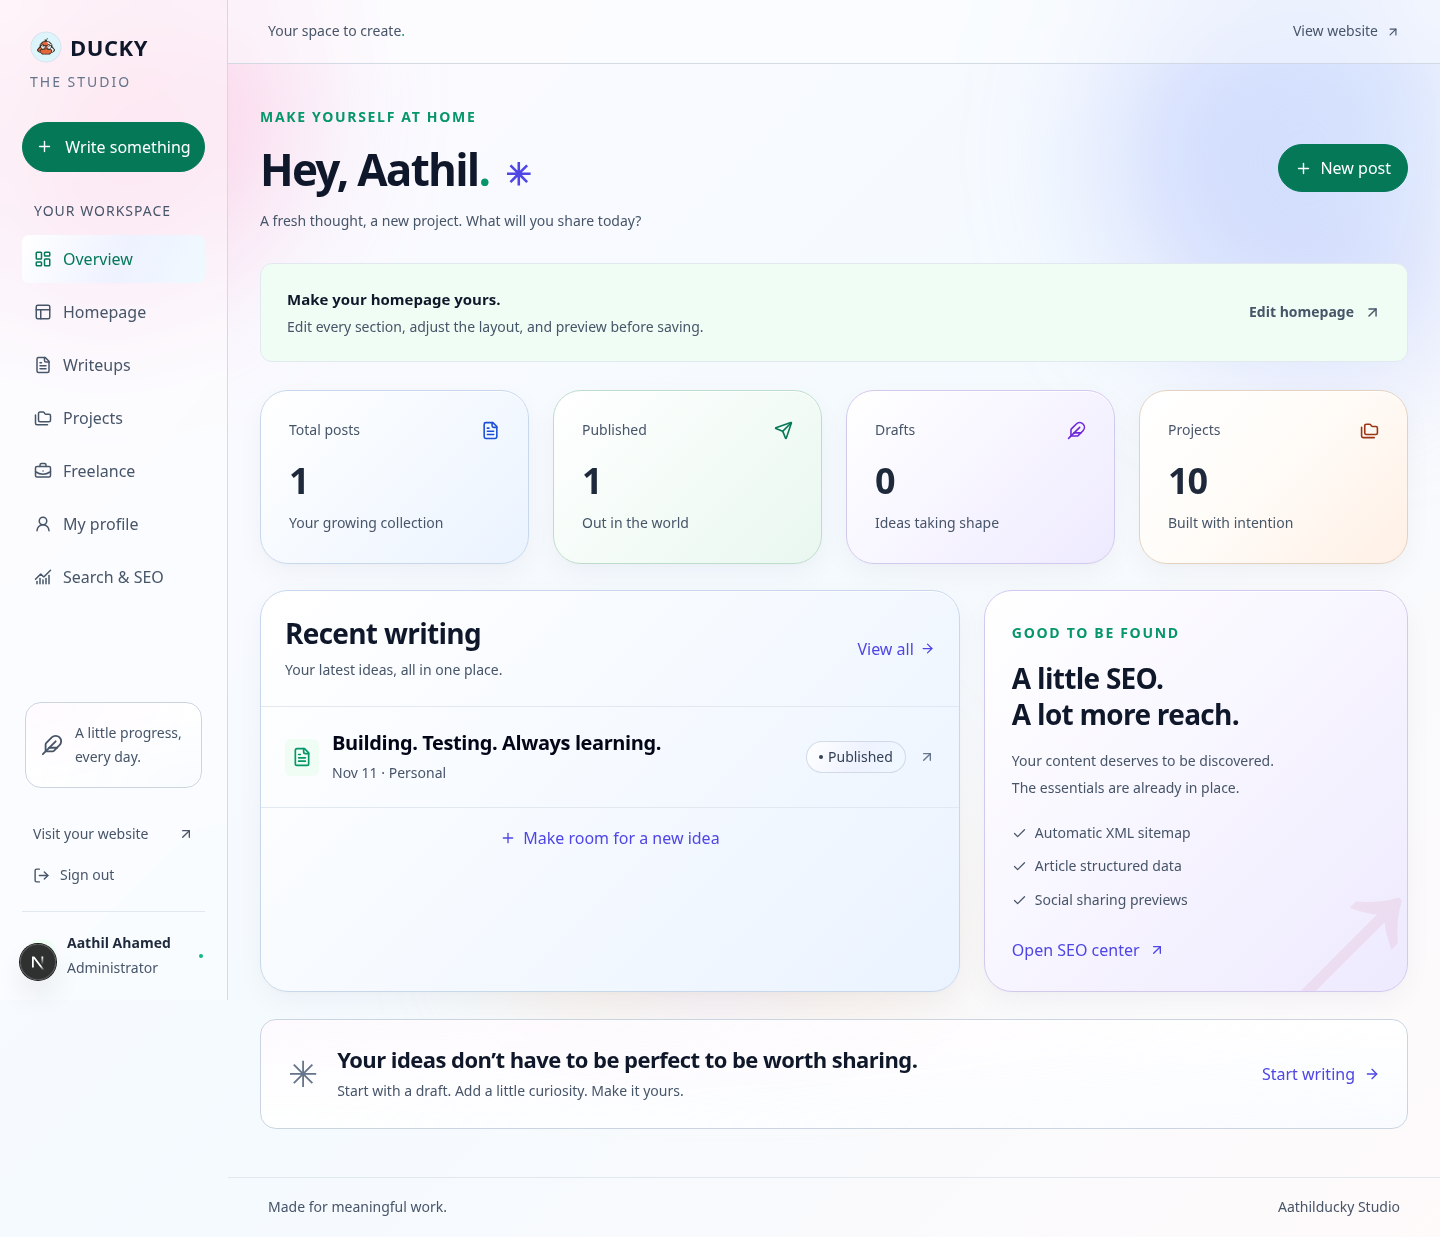 DUCKY
THE STUDIO
Write something
YOUR WORKSPACE
Overview
Homepage
Writeups
Projects
Freelance
My profile
Search & SEO
A little progress,
every day.
Visit your website
Sign out
Aathil Ahamed
Administrator
N
Your space to create.
View website
MAKE YOURSELF AT HOME
Hey, Aathil.
A fresh thought, a new project. What will you share today?
New post
Make your homepage yours.
Edit every section, adjust the layout, and preview before saving.
Edit homepage
Total posts
1
Your growing collection
Published
1
Out in the world
Drafts
0
Ideas taking shape
Projects
10
Built with intention
Recent writing
Your latest ideas, all in one place.
View all
Building. Testing. Always learning.
Nov 11 · Personal
• Published
Make room for a new idea
GOOD TO BE FOUND
A little SEO.
A lot more reach.
Your content deserves to be discovered.
The essentials are already in place.
Automatic XML sitemap
Article structured data
Social sharing previews
Open SEO center
Your ideas don’t have to be perfect to be worth sharing.
Start with a draft. Add a little curiosity. Make it yours.
Start writing
Made for meaningful work.
Aathilducky Studio